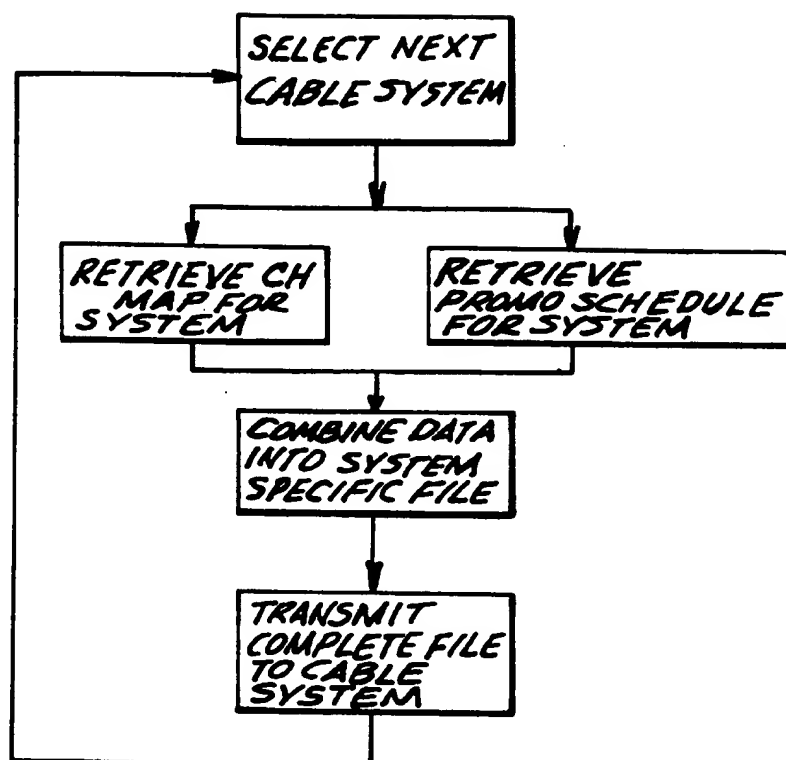 SELECT NEXT
CABLE SYSTEM
RETRIEVE CH
MAP FOR
SYSTEM
RETRIEVE
PROMO SCHEDULE
FOR SYSTEM
COMBINE DATA
INTO SYSTEM
SPECIFIC FILE
TRANSMIT
COMPLETE FILE
TO CABLE
SYSTEM